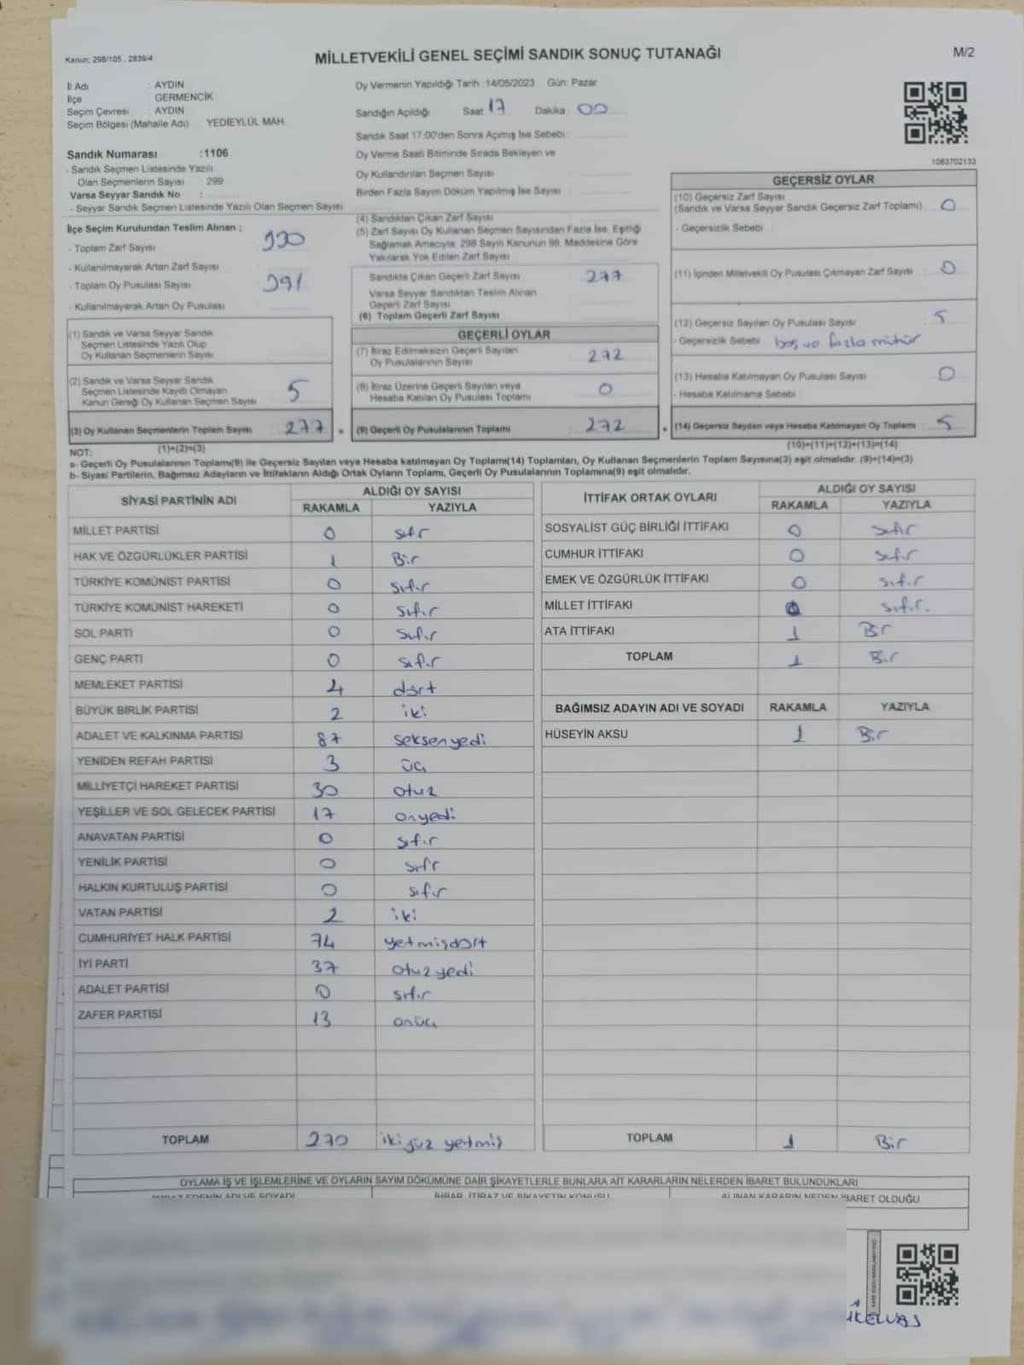 Kanun: 298/105 , 2839/4
MİLLETVEKİLİ GENEL SEÇİMİ SANDIK SONUÇ TUTANAĞI
M/2
İl Adı : AYDIN
İlçe GERMENCİK
Seçim Çevresi : AYDIN
Seçim Bölgesi (Mahalle Adı) YEDİEYLÜL MAH.
Oy Vermenin Yapıldığı Tarih :14/05/2023 Gün: Pazar
Sandığın Açıldığı Saat: 17 Dakika 00
Sandık Saat 17:00'den Sonra Açılmış İse Sebebi :
Oy Verme Saati Bitiminde Sırada Bekleyen ve
Oy Kullandırılan Seçmen Sayısı
Birden Fazla Sayım Döküm Yapılmış İse Sayısı
Sandık Numarası :1106
- Sandık Seçmen Listesinde Yazılı
Olan Seçmenlerin Sayısı : 299
Varsa Seyyar Sandık No :
- Seyyar Sandık Seçmen Listesinde Yazılı Olan Seçmen Sayısı
1083702133
İlçe Seçim Kurulundan Teslim Alınan :
- Toplam Zarf Sayısı 330
- Kullanılmayarak Artan Zarf Sayısı
- Toplam Oy Pusulası Sayısı 391
- Kullanılmayarak Artan Oy Pusulası
(1) Sandık ve Varsa Seyyar Sandık
Seçmen Listesinde Yazılı Olup
Oy Kullanan Seçmenlerin Sayısı
(2) Sandık ve Varsa Seyyar Sandık
Seçmen Listesinde Kayıtlı Olmayan
Kanun Gereği Oy Kullanan Seçmen Sayısı 5
(3) Oy Kullanan Seçmenlerin Toplam Sayısı 277
(1)+(2)=(3)
(4) Sandıktan Çıkan Zarf Sayısı
(5) Zarf Sayısı Oy Kullanan Seçmen Sayısından Fazla İse, Eşitliği
Sağlamak Amacıyla, 298 Sayılı Kanunun 98. Maddesine Göre
Yakılarak Yok Edilen Zarf Sayısı
Sandıkta Çıkan Geçerli Zarf Sayısı 277
Varsa Seyyar Sandıktan Teslim Alınan
Geçerli Zarf Sayısı
(6) Toplam Geçerli Zarf Sayısı
GEÇERLİ OYLAR
(7) İtiraz Edilmeksizin Geçerli Sayılan
Oy Pusulalarının Sayısı 272
(8) İtiraz Üzerine Geçerli Sayılan veya
Hesaba Katılan Oy Pusulası Toplamı 0
(9) Geçerli Oy Pusulalarının Toplamı 272
GEÇERSİZ OYLAR
(10) Geçersiz Zarf Sayısı
(Sandık ve Varsa Seyyar Sandık Geçersiz Zarf Toplamı) 0
- Geçersizlik Sebebi :
(11) İçinden Milletvekili Oy Pusulası Çıkmayan Zarf Sayısı 0
(12) Geçersiz Sayılan Oy Pusulası Sayısı 5
- Geçersizlik Sebebi boş ve fazla mühür
(13) Hesaba Katılmayan Oy Pusulası Sayısı 0
- Hesaba Katılmama Sebebi
(14) Geçersiz Sayılan veya Hesaba Katılmayan Oy Toplamı 5
(10)+(11)+(12)+(13)=(14)
NOT:
a- Geçerli Oy Pusulalarının Toplamı(9) ile Geçersiz Sayılan veya Hesaba katılmayan Oy Toplamı(14) Toplamları, Oy Kullanan Seçmenlerin Toplam Sayısına(3) eşit olmalıdır. (9)+(14)=(3)
b- Siyasi Partilerin, Bağımsız Adayların ve İttifakların Aldığı Ortak Oyların Toplamı, Geçerli Oy Pusulalarının Toplamına(9) eşit olmalıdır.
SİYASİ PARTİNİN ADI ALDIĞI OY SAYISI
RAKAMLA YAZIYLA
MİLLET PARTİSİ 0 sıfır
HAK VE ÖZGÜRLÜKLER PARTİSİ 1 Bir
TÜRKİYE KOMÜNİST PARTİSİ 0 sıfır
TÜRKİYE KOMÜNİST HAREKETİ 0 sıfır
SOL PARTİ 0 sıfır
GENÇ PARTİ 0 sıfır
MEMLEKET PARTİSİ 4 dört
BÜYÜK BİRLİK PARTİSİ 2 iki
ADALET VE KALKINMA PARTİSİ 87 seksenyedi
YENİDEN REFAH PARTİSİ 3 üç
MİLLİYETÇİ HAREKET PARTİSİ 30 otuz
YEŞİLLER VE SOL GELECEK PARTİSİ 17 onyedi
ANAVATAN PARTİSİ 0 sıfır
YENİLİK PARTİSİ 0 sıfır
HALKIN KURTULUŞ PARTİSİ 0 sıfır
VATAN PARTİSİ 2 iki
CUMHURİYET HALK PARTİSİ 74 yetmişdört
İYİ PARTİ 37 otuzyedi
ADALET PARTİSİ 0 sıfır
ZAFER PARTİSİ 13 onüç
TOPLAM 270 ikiyüz yetmiş
İTTİFAK ORTAK OYLARI ALDIĞI OY SAYISI
RAKAMLA YAZIYLA
SOSYALİST GÜÇ BİRLİĞİ İTTİFAKI 0 sıfır
CUMHUR İTTİFAKI 0 sıfır
EMEK VE ÖZGÜRLÜK İTTİFAKI 0 sıfır
MİLLET İTTİFAKI 0 sıfır.
ATA İTTİFAKI 1 Bir
TOPLAM 1 Bir
BAĞIMSIZ ADAYIN ADI VE SOYADI RAKAMLA YAZIYLA
HÜSEYİN AKSU 1 Bir
TOPLAM 1 Bir
OYLAMA İŞ VE İŞLEMLERİNE VE OYLARIN SAYIM DÖKÜMÜNE DAİR ŞİKAYETLERLE BUNLARA AİT KARARLARIN NELERDEN İBARET BULUNDUKLARI
İHBAR, İTİRAZ VE ŞİKAYETİN KONUSU ALINAN KARARIN NEDEN İBARET OLDUĞU